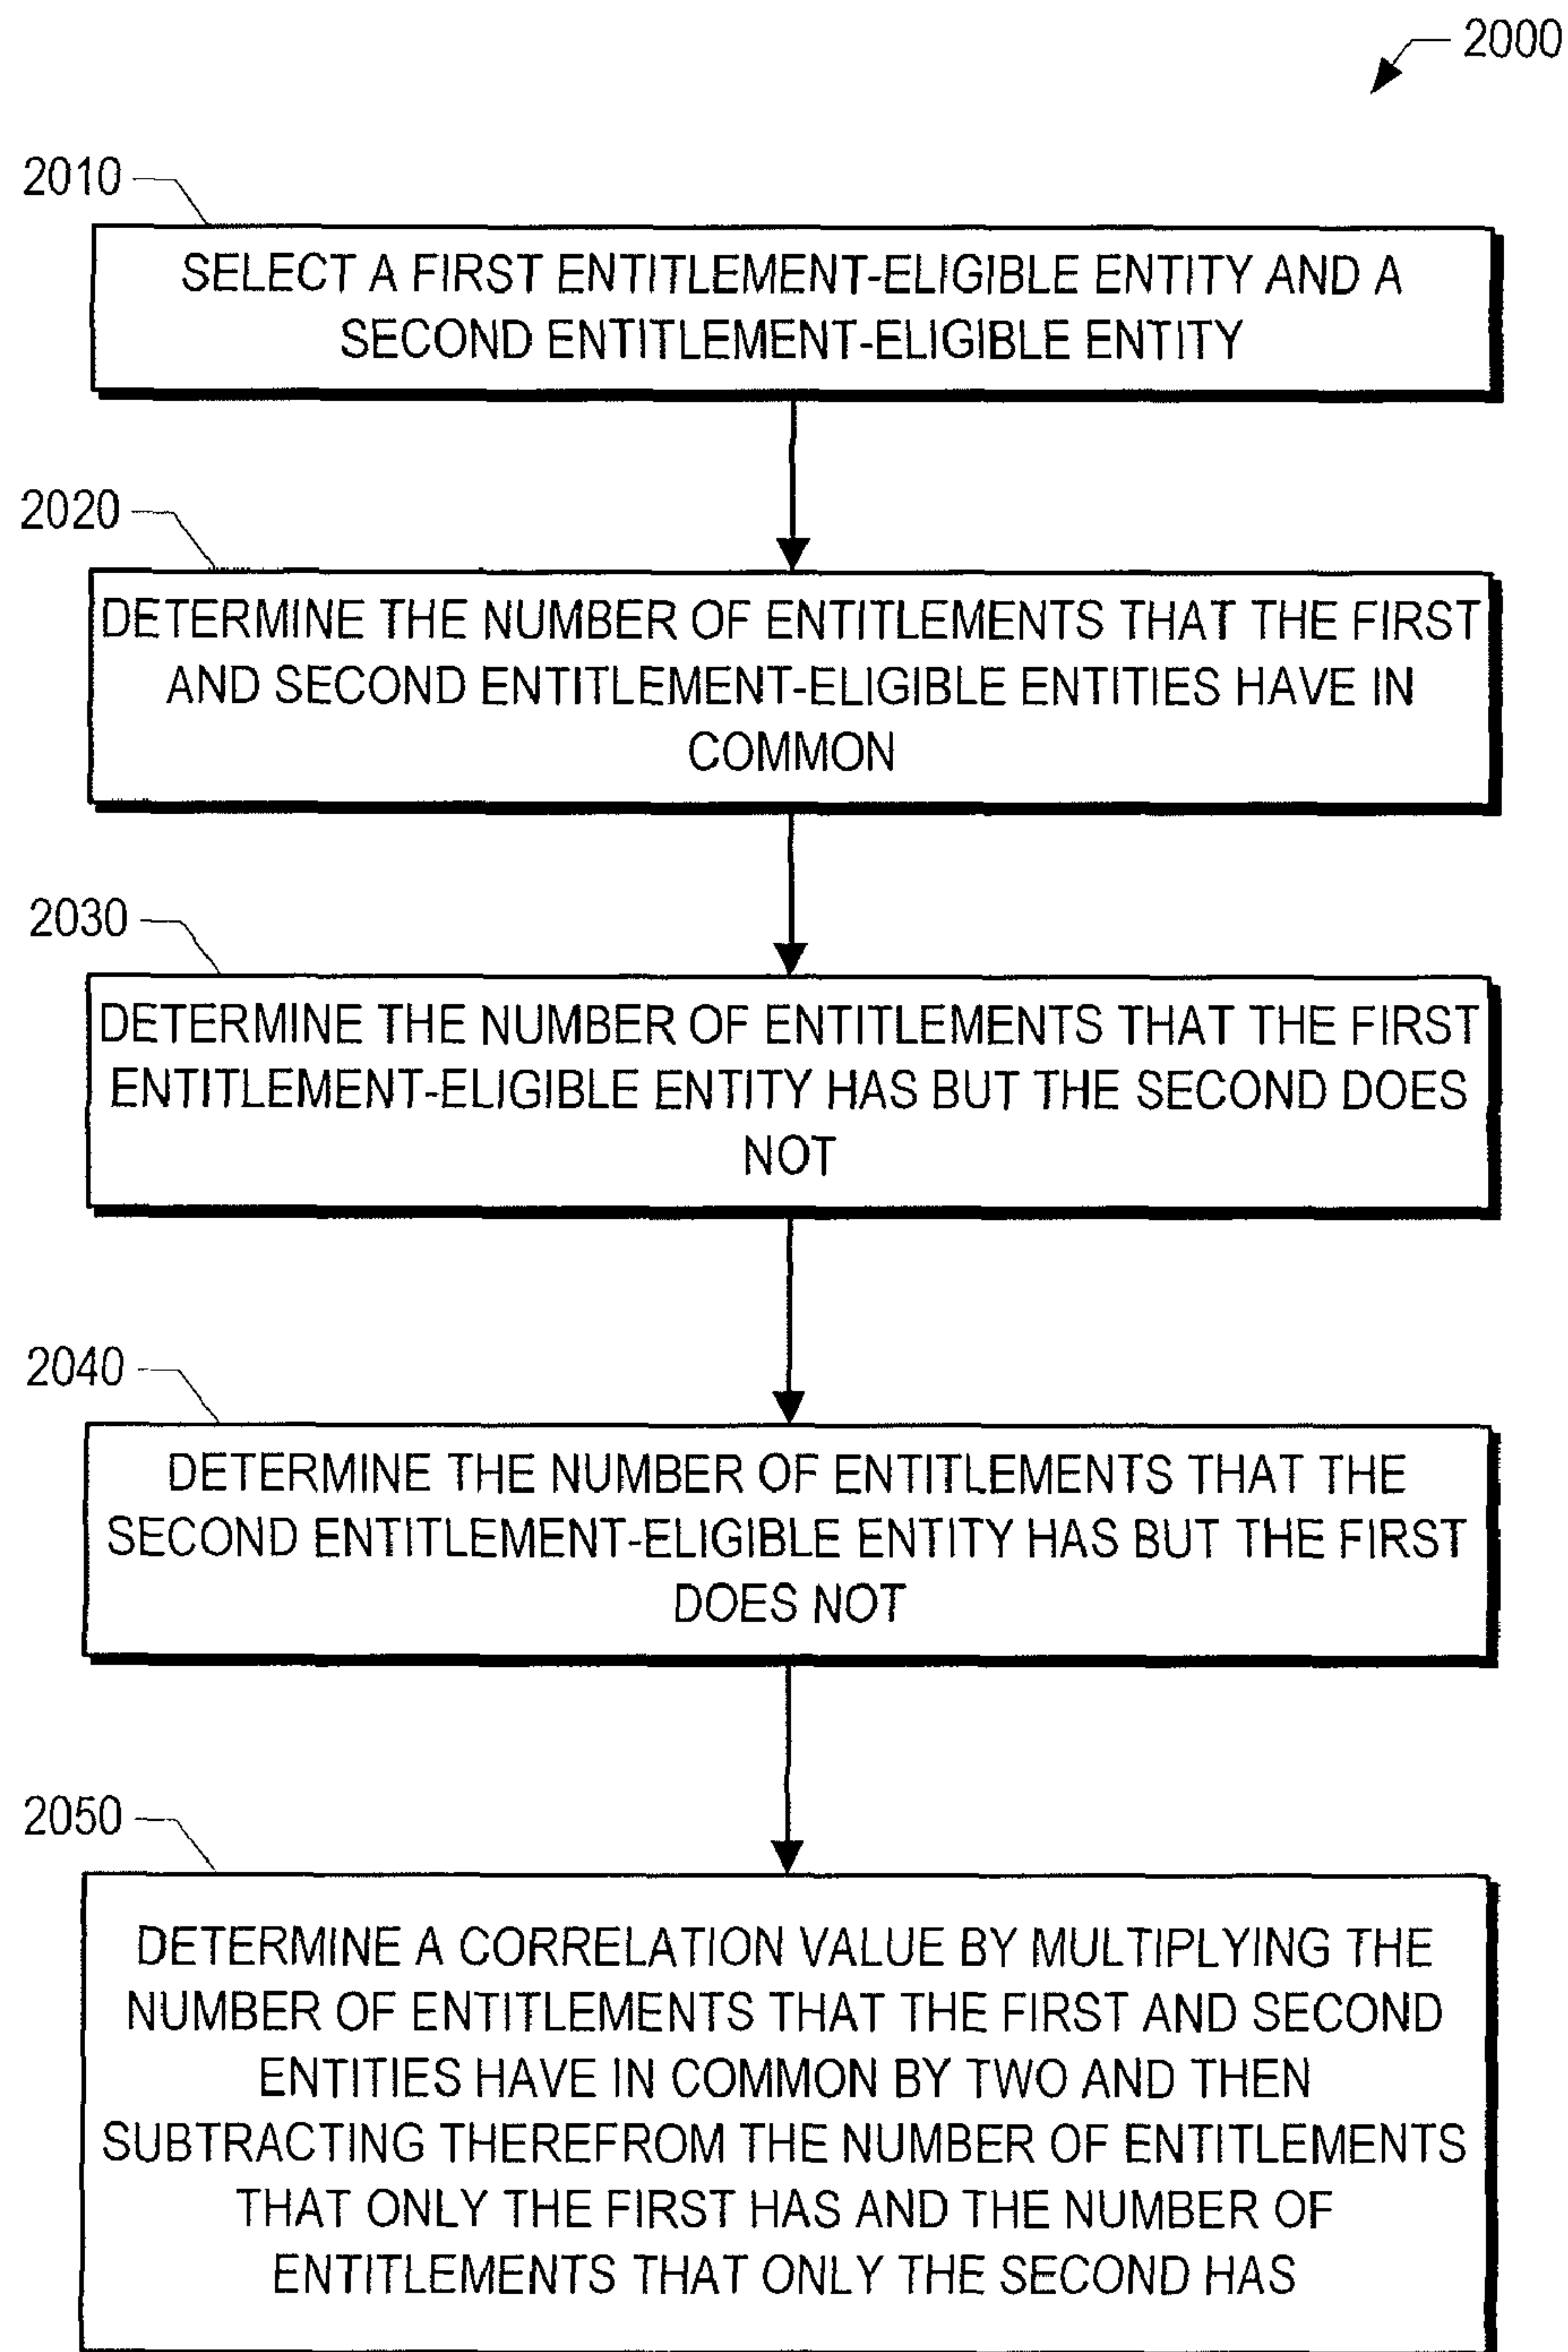 2000
2010
SELECT A FIRST ENTITLEMENT-ELIGIBLE ENTITY AND A
SECOND ENTITLEMENT-ELIGIBLE ENTITY
2020
DETERMINE THE NUMBER OF ENTITLEMENTS THAT THE FIRST
AND SECOND ENTITLEMENT-ELIGIBLE ENTITIES HAVE IN
COMMON
2030
DETERMINE THE NUMBER OF ENTITLEMENTS THAT THE FIRST
ENTITLEMENT-ELIGIBLE ENTITY HAS BUT THE SECOND DOES
NOT
2040
DETERMINE THE NUMBER OF ENTITLEMENTS THAT THE
SECOND ENTITLEMENT-ELIGIBLE ENTITY HAS BUT THE FIRST
DOES NOT
2050
DETERMINE A CORRELATION VALUE BY MULTIPLYING THE
NUMBER OF ENTITLEMENTS THAT THE FIRST AND SECOND
ENTITIES HAVE IN COMMON BY TWO AND THEN
SUBTRACTING THEREFROM THE NUMBER OF ENTITLEMENTS
THAT ONLY THE FIRST HAS AND THE NUMBER OF
ENTITLEMENTS THAT ONLY THE SECOND HAS